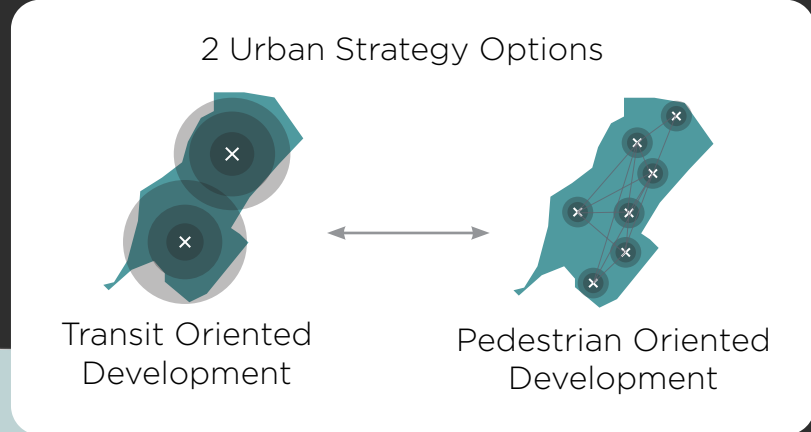 2 Urban Strategy Options
Transit Oriented
Development
Pedestrian Oriented
Development